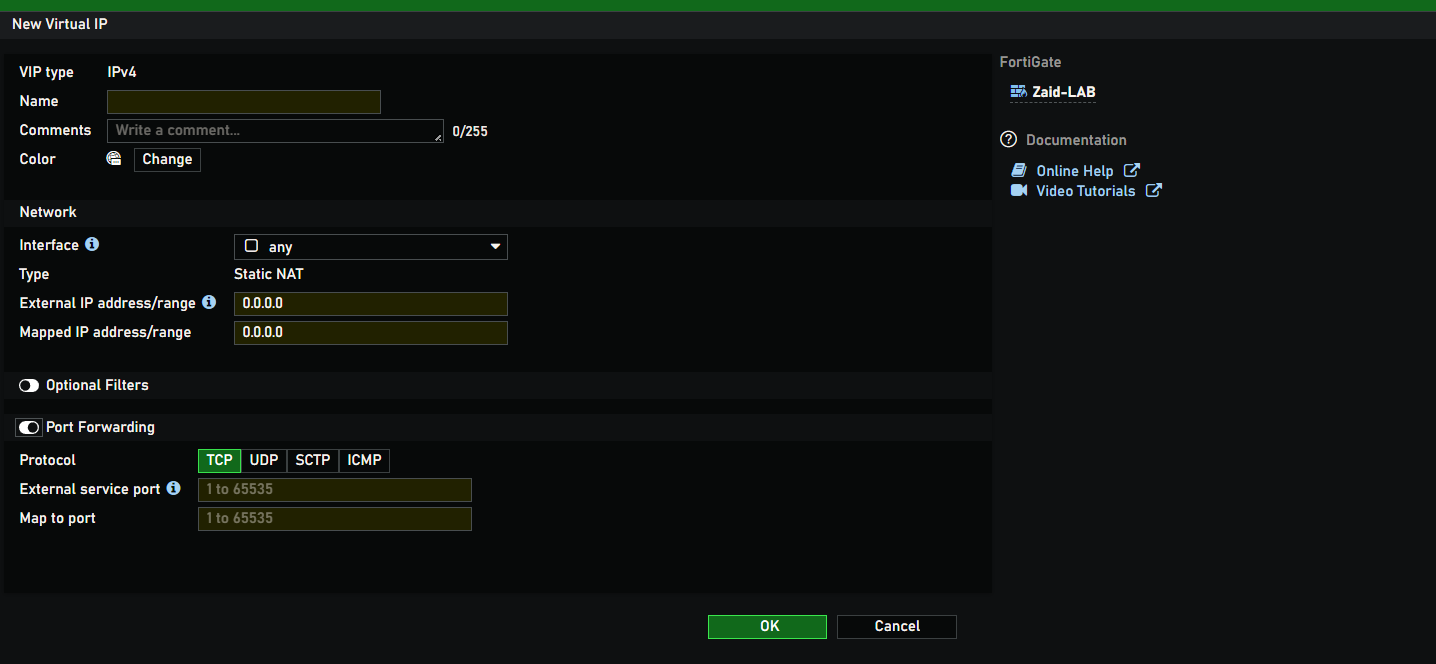 New Virtual IP
VIP type IPv4
Name
Comments Write a comment... 0/255
Color Change
Network
Interface any
Type Static NAT
External IP address/range 0.0.0.0
Mapped IP address/range 0.0.0.0
Optional Filters
Port Forwarding
Protocol TCP UDP SCTP ICMP
External service port 1 to 65535
Map to port 1 to 65535
OK Cancel
FortiGate
Zaid-LAB
Documentation
Online Help
Video Tutorials